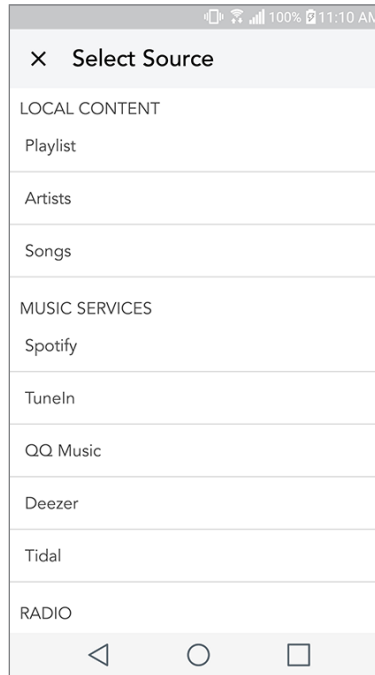 100% 11:10 AM
× Select Source
LOCAL CONTENT
Playlist
Artists
Songs
MUSIC SERVICES
Spotify
TuneIn
QQ Music
Deezer
Tidal
RADIO